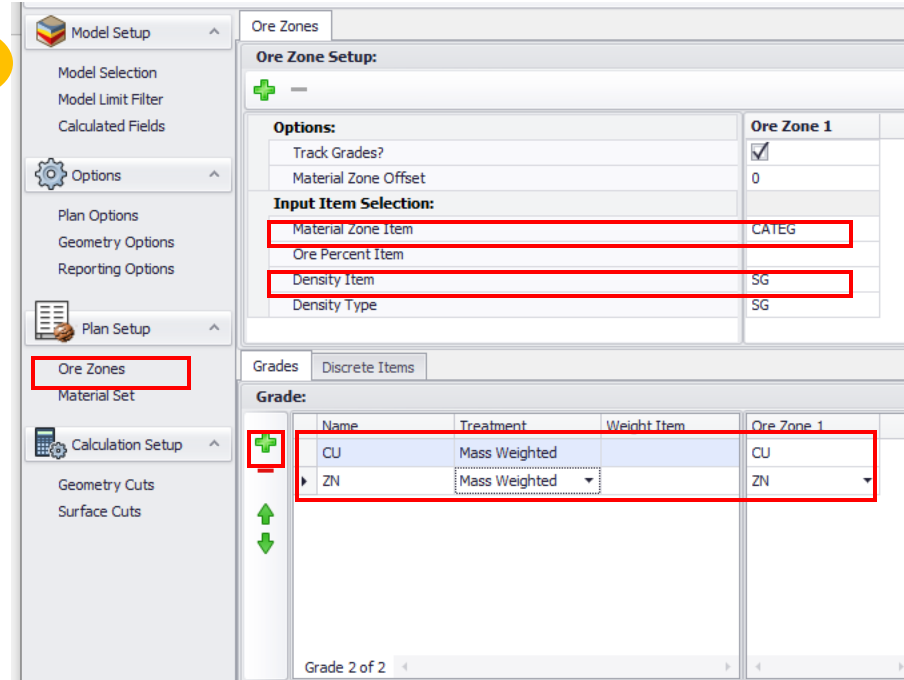 Model Setup
Model Selection
Model Limit Filter
Calculated Fields
Options
Plan Options
Geometry Options
Reporting Options
Plan Setup
Ore Zones
Material Set
Calculation Setup
Geometry Cuts
Surface Cuts
Ore Zones
Ore Zone Setup:
Options: Ore Zone 1
Track Grades?
Material Zone Offset 0
Input Item Selection:
Material Zone Item CATEG
Ore Percent Item
Density Item SG
Density Type SG
Grades Discrete Items
Grade:
Name Treatment Weight Item Ore Zone 1
CU Mass Weighted CU
ZN Mass Weighted ZN
Grade 2 of 2